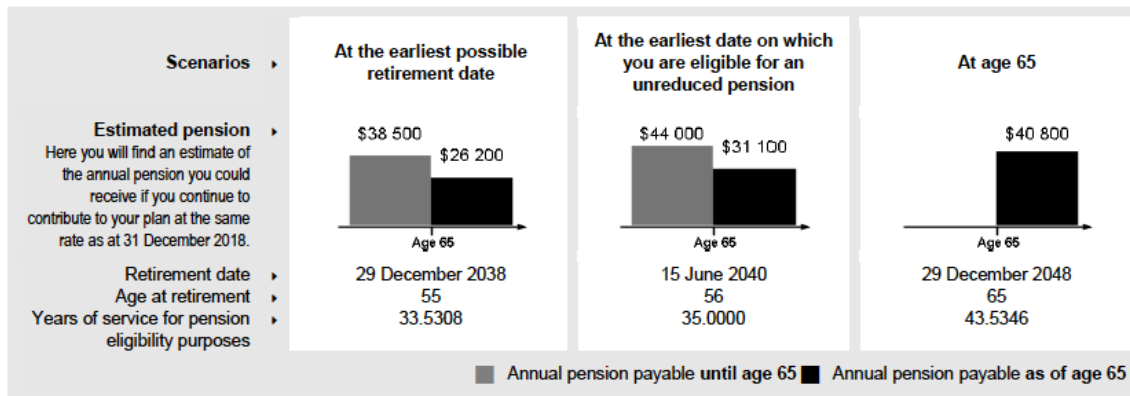 Scenarios
At the earliest possible
retirement date
At the earliest date on which
you are eligible for an
unreduced pension
At age 65
Estimated pension
Here you will find an estimate of
the annual pension you could
receive if you continue to
contribute to your plan at the same
rate as at 31 December 2018.
$38 500
$26 200
Age 65
$44 000
$31 100
Age 65
$40 800
Age 65
Retirement date
29 December 2038
15 June 2040
29 December 2048
Age at retirement
55
56
65
Years of service for pension
eligibility purposes
33.5308
35.0000
43.5346
Annual pension payable until age 65
Annual pension payable as of age 65